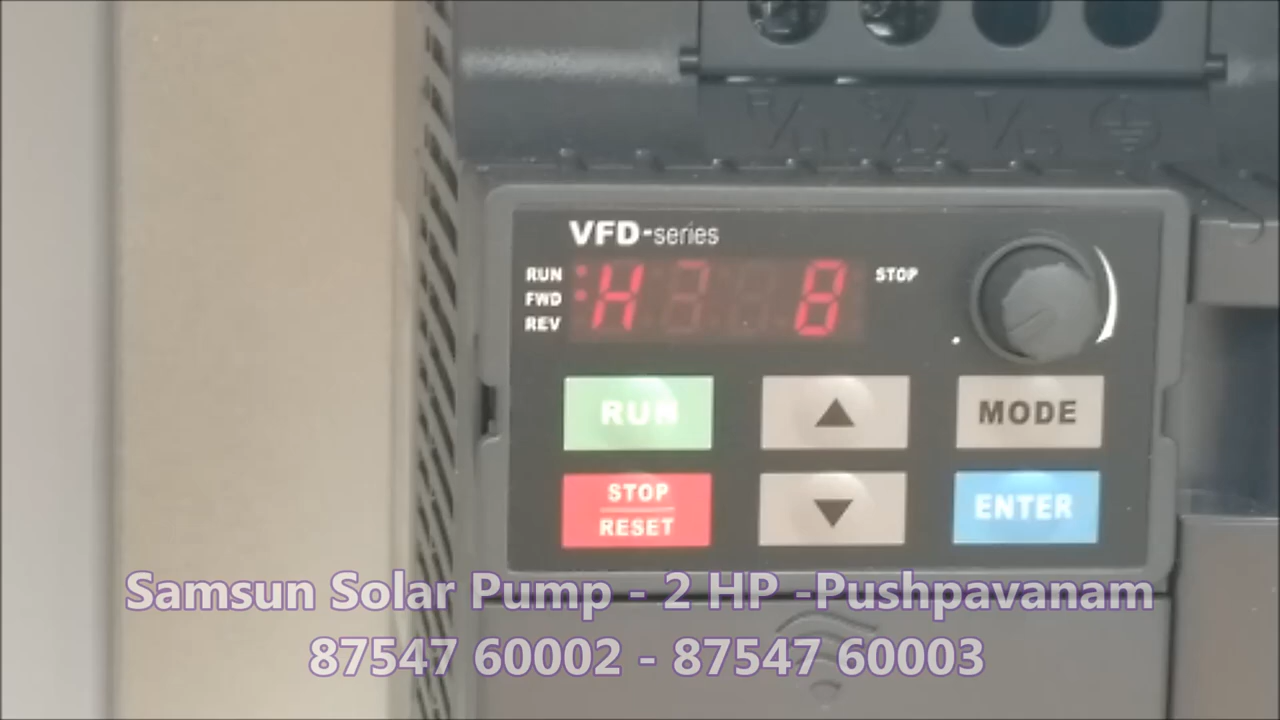 VFD-series
RUN
FWD
REV
H 8
STOP
RUN
MODE
STOP
RESET
ENTER
Samsun Solar Pump - 2 HP -Pushpavanam
87547 60002 - 87547 60003